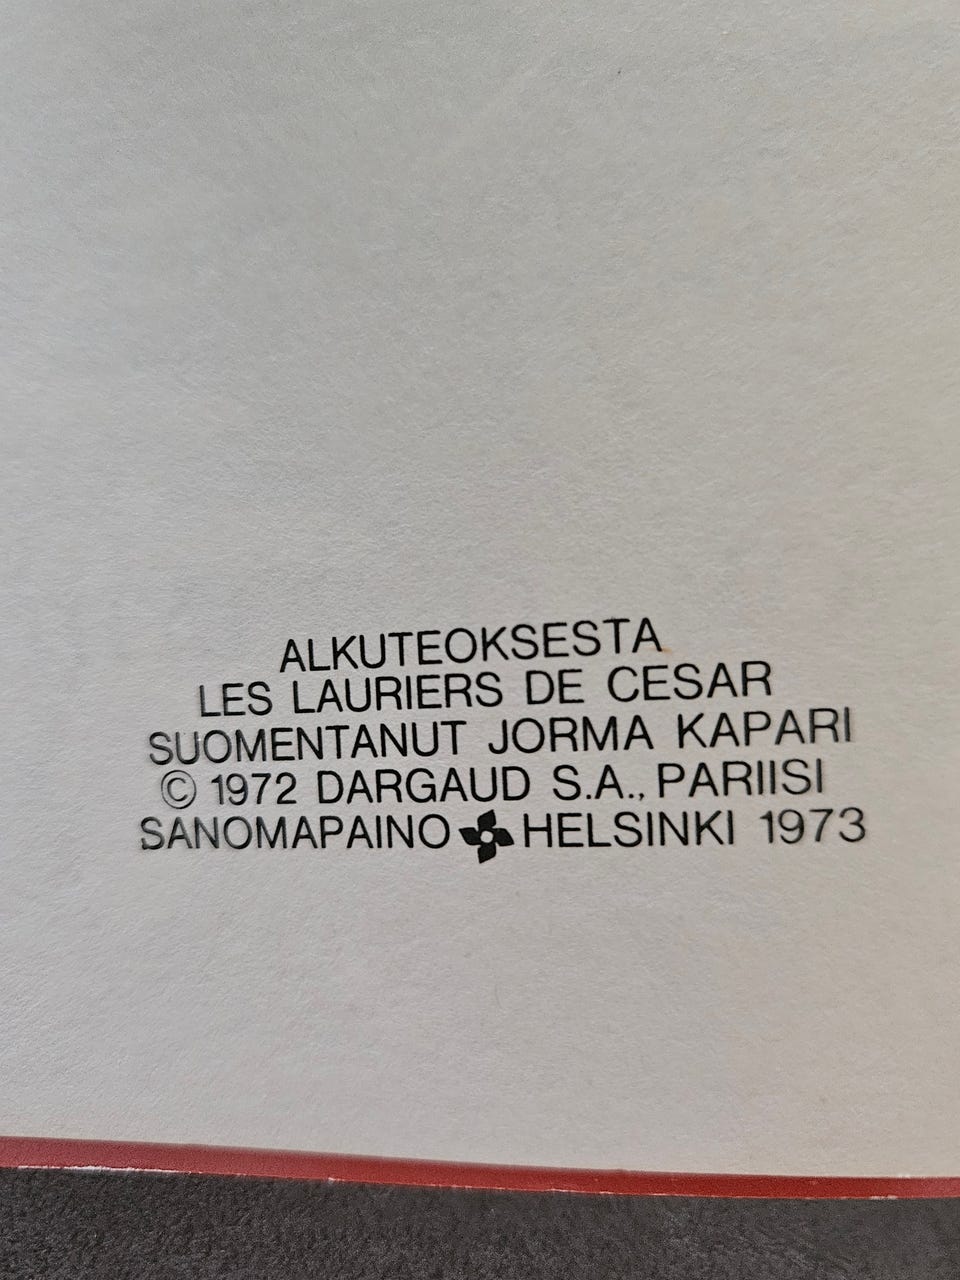 ALKUTEOKSESTA
LES LAURIERS DE CESAR
SUOMENTANUT JORMA KAPARI
© 1972 DARGAUD S.A., PARIISI
SANOMAPAINO HELSINKI 1973